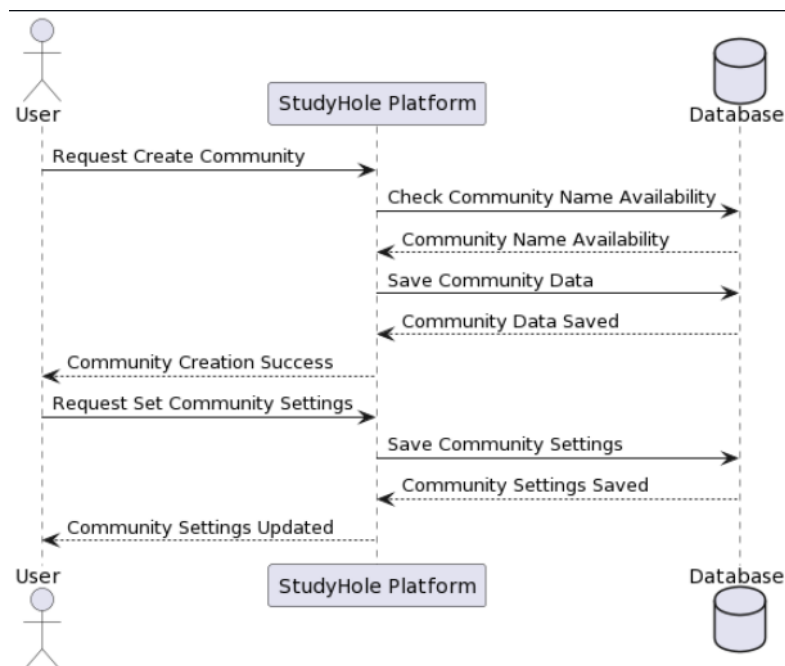 User
StudyHole Platform
Database
Request Create Community
Check Community Name Availability
Community Name Availability
Save Community Data
Community Data Saved
Community Creation Success
Request Set Community Settings
Save Community Settings
Community Settings Saved
Community Settings Updated
User
StudyHole Platform
Database